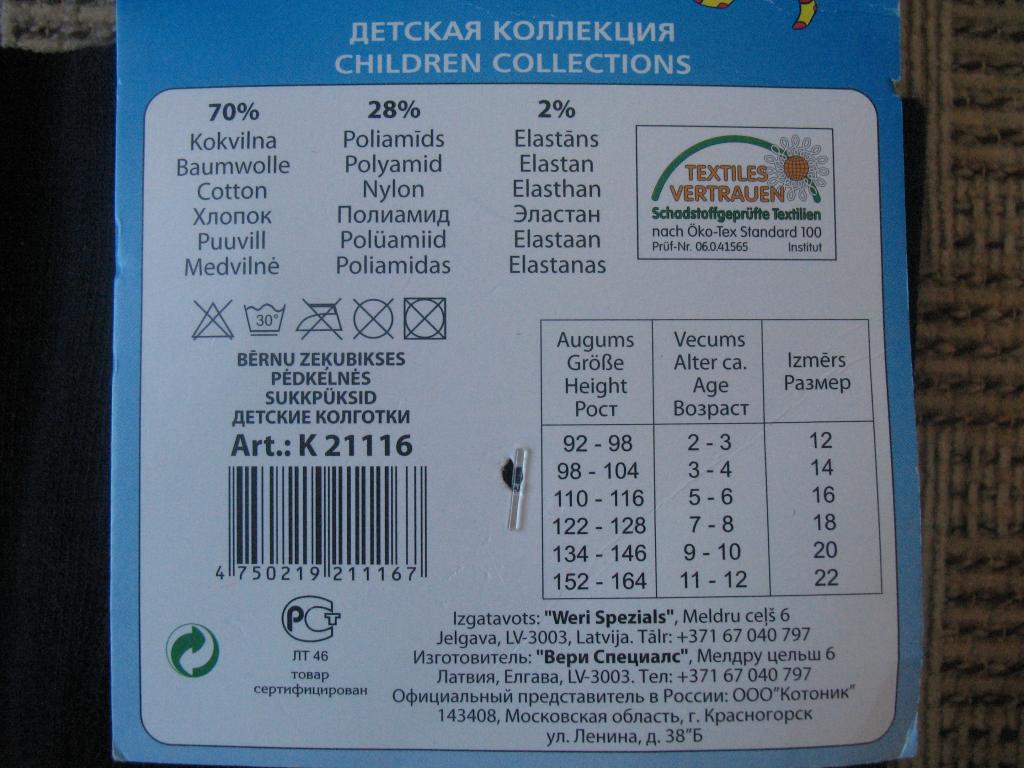 ДЕТСКАЯ КОЛЛЕКЦИЯ
CHILDREN COLLECTIONS
70% 28% 2%
Kokvilna Poliamīds Elastāns
Baumwolle Polyamid Elastan
Cotton Nylon Elasthan
Хлопок Полиамид Эластан
Puuvill Polüamiid Elastaan
Medvilnė Poliamidas Elastanas
TEXTILES
VERTRAUEN
Schadstoffgeprüfte Textilien
nach Öko-Tex Standard 100
Prüf-Nr. 06.0.41565 Institut
30°
BĒRNU ZEĶUBIKSES
PĖDKELNĖS
SUKKPÜKSID
ДЕТСКИЕ КОЛГОТКИ
Art.: K 21116
4 750219 211167
Augums Vecums Izmērs
Größe Alter ca. Размер
Height Age
Рост Возраст
92 - 98 2 - 3 12
98 - 104 3 - 4 14
110 - 116 5 - 6 16
122 - 128 7 - 8 18
134 - 146 9 - 10 20
152 - 164 11 - 12 22
РСТ
ЛТ 46
товар
сертифицирован
Izgatavots: "Weri Spezials", Meldru ceļš 6
Jelgava, LV-3003, Latvija. Tālr: +371 67 040 797
Изготовитель: "Вери Специалс", Мелдру цельш 6
Латвия, Елгава, LV-3003. Тел: +371 67 040 797
Официальный представитель в России: ООО"Котоник"
143408, Московская область, г. Красногорск
ул. Ленина, д. 38"Б